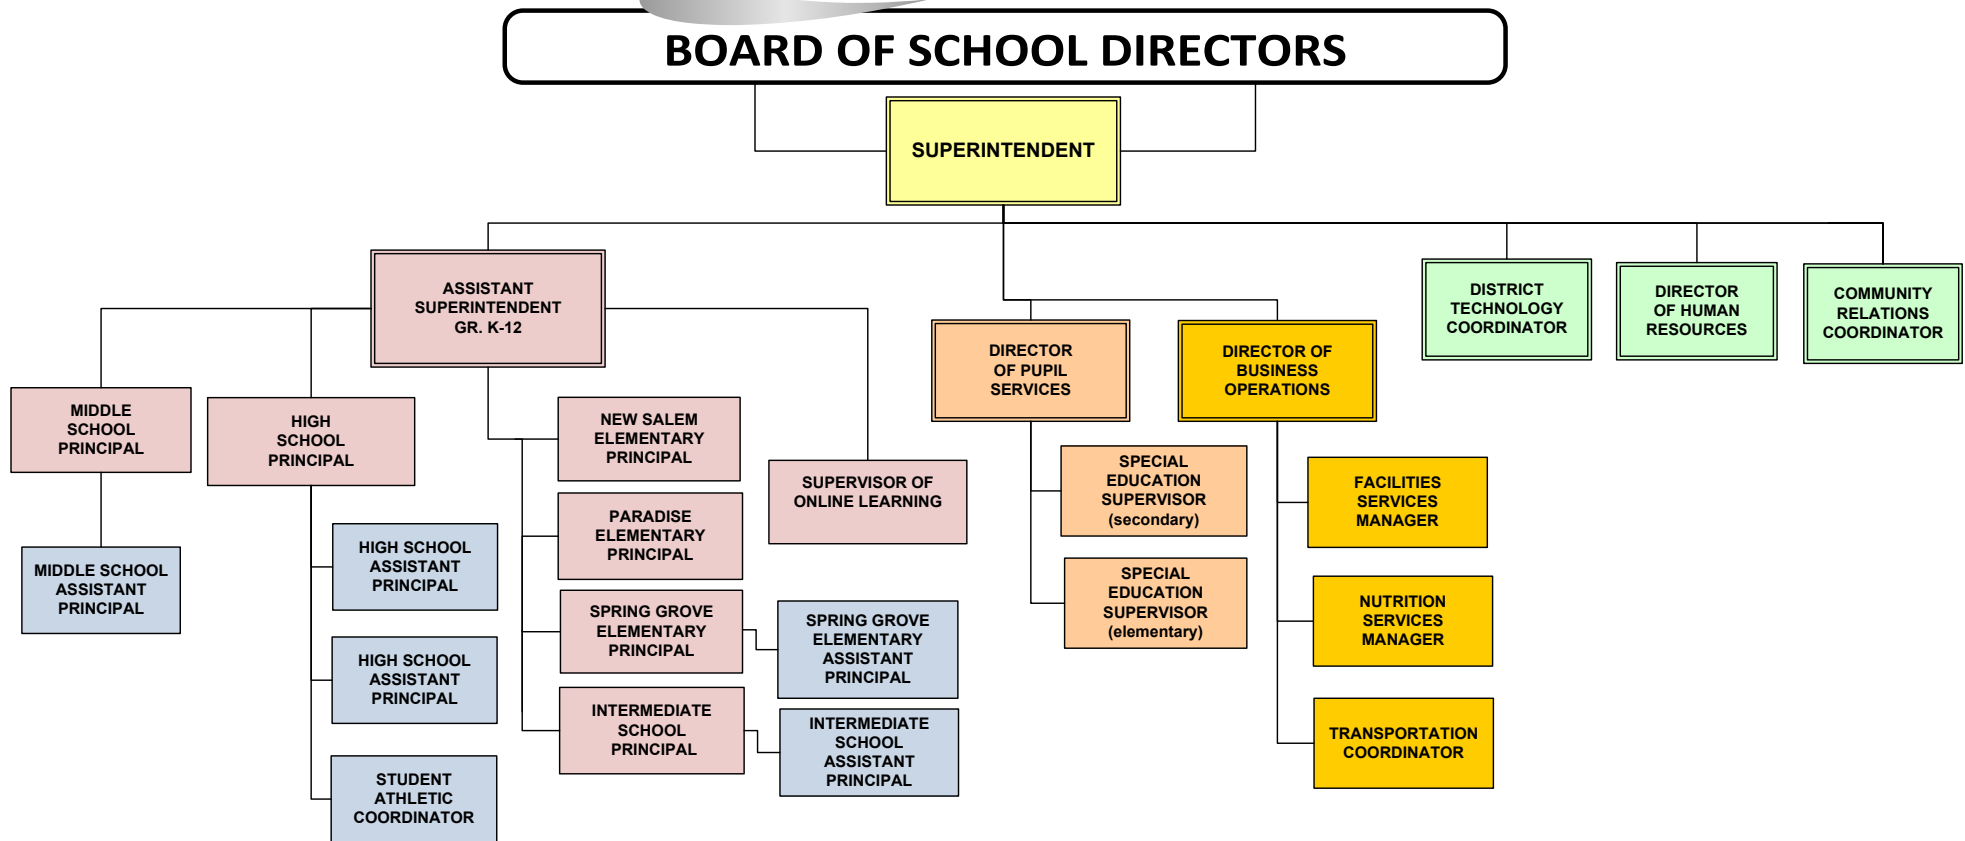 BOARD OF SCHOOL DIRECTORS
SUPERINTENDENT
ASSISTANT
SUPERINTENDENT
GR. K-12
DISTRICT
TECHNOLOGY
COORDINATOR
DIRECTOR
OF HUMAN
RESOURCES
COMMUNITY
RELATIONS
COORDINATOR
DIRECTOR
OF PUPIL
SERVICES
DIRECTOR OF
BUSINESS
OPERATIONS
MIDDLE
SCHOOL
PRINCIPAL
HIGH
SCHOOL
PRINCIPAL
NEW SALEM
ELEMENTARY
PRINCIPAL
SUPERVISOR OF
ONLINE LEARNING
SPECIAL
EDUCATION
SUPERVISOR
(secondary)
FACILITIES
SERVICES
MANAGER
PARADISE
ELEMENTARY
PRINCIPAL
HIGH SCHOOL
ASSISTANT
PRINCIPAL
MIDDLE SCHOOL
ASSISTANT
PRINCIPAL
SPECIAL
EDUCATION
SUPERVISOR
(elementary)
NUTRITION
SERVICES
MANAGER
SPRING GROVE
ELEMENTARY
PRINCIPAL
SPRING GROVE
ELEMENTARY
ASSISTANT
PRINCIPAL
HIGH SCHOOL
ASSISTANT
PRINCIPAL
INTERMEDIATE
SCHOOL
PRINCIPAL
INTERMEDIATE
SCHOOL
ASSISTANT
PRINCIPAL
TRANSPORTATION
COORDINATOR
STUDENT
ATHLETIC
COORDINATOR